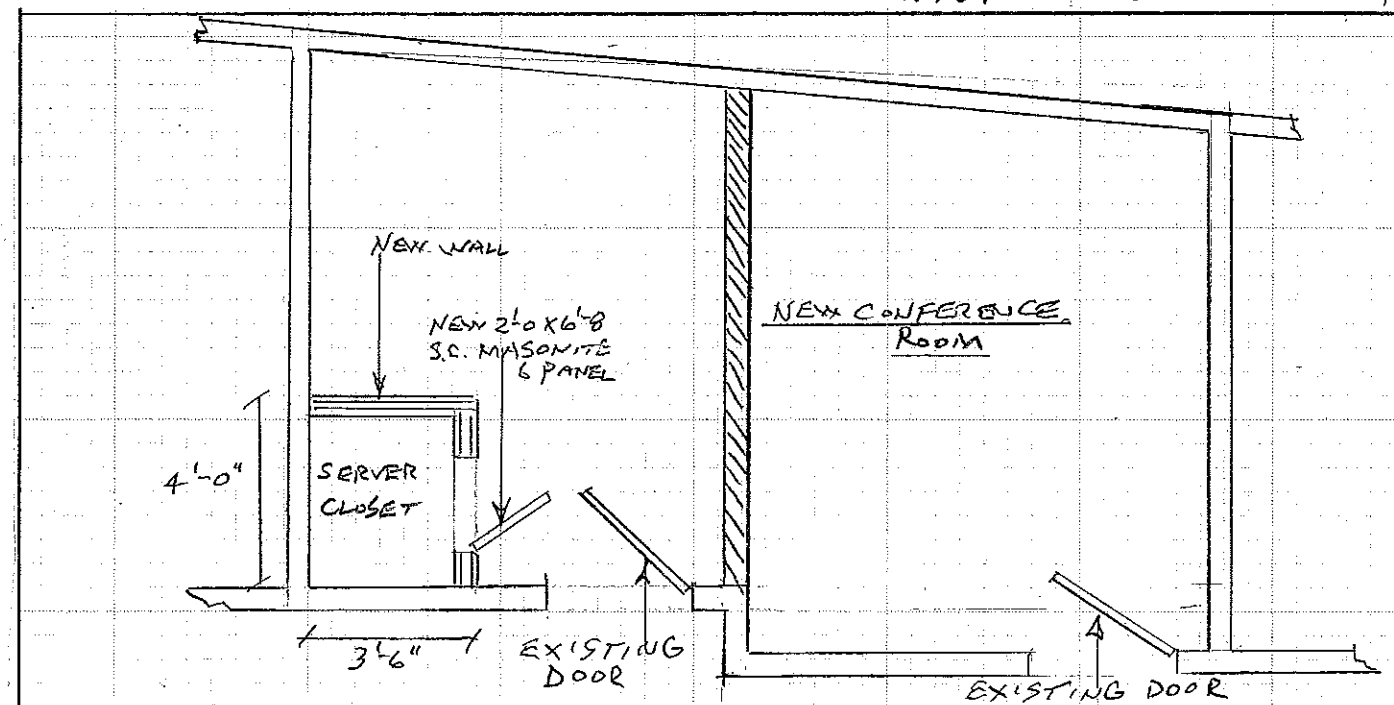 NEW WALL
NEW 2'-0 X 6'-8
S.C. MASONITE
6 PANEL
NEW CONFERENCE
ROOM
4'-0"
SERVER
CLOSET
3'-6"
EXISTING
DOOR
EXISTING DOOR